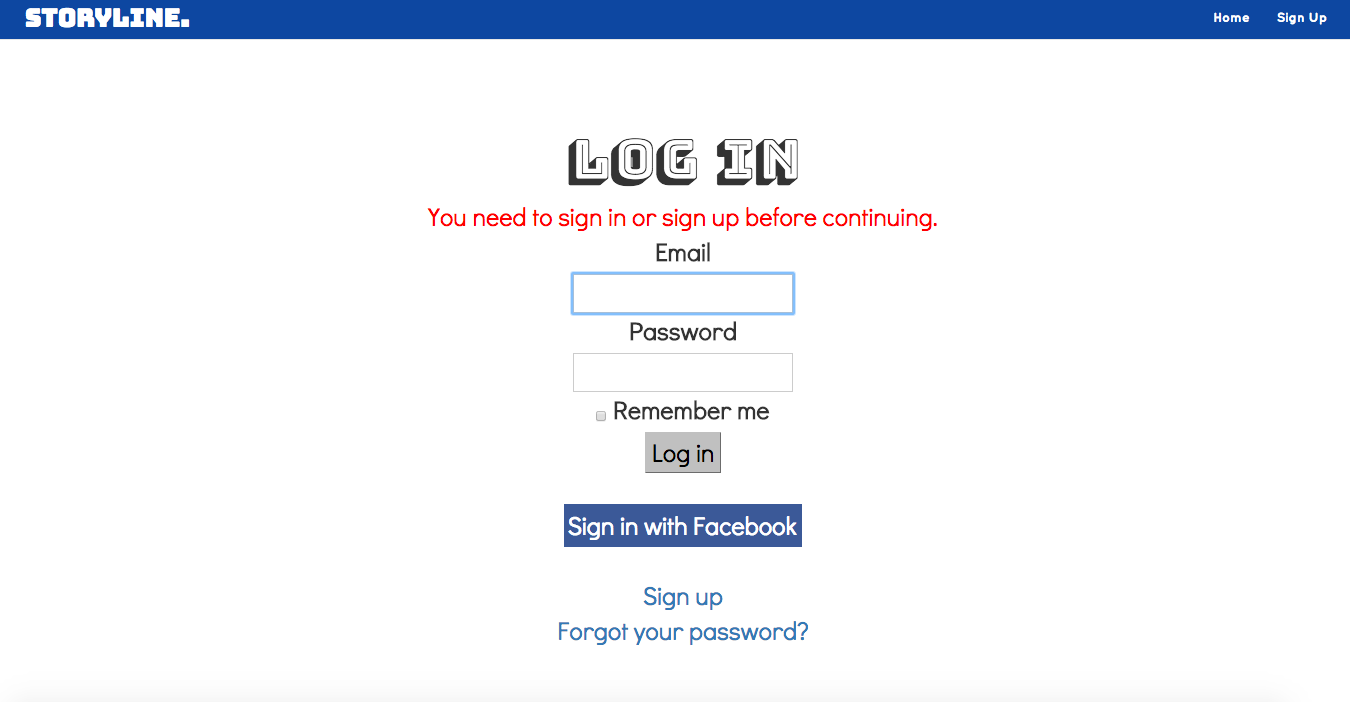 STORYLINE.
Home
Sign Up
LOG IN
You need to sign in or sign up before continuing.
Email
Password
Remember me
Log in
Sign in with Facebook
Sign up
Forgot your password?